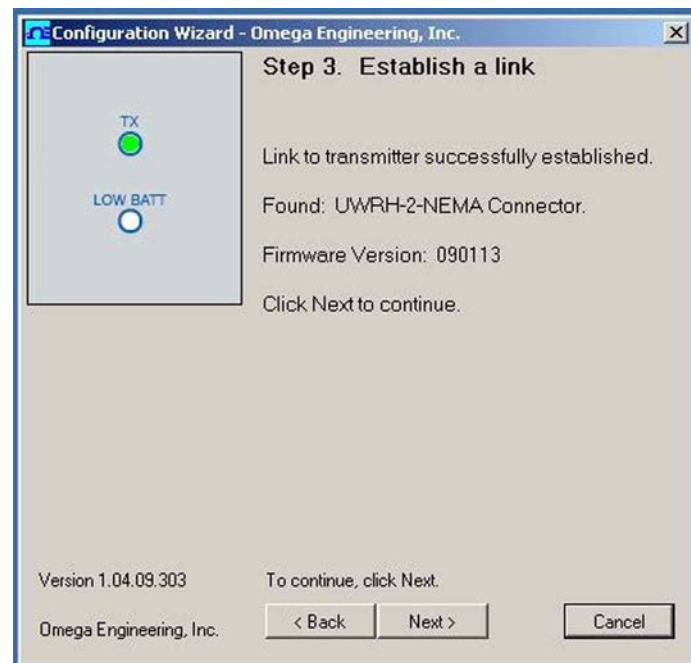 Configuration Wizard - Omega Engineering, Inc.
Step 3. Establish a link
TX
LOW BATT
Link to transmitter successfully established.
Found: UWRH-2-NEMA Connector.
Firmware Version: 090113
Click Next to continue.
Version 1.04.09.303
To continue, click Next.
Omega Engineering, Inc.
< Back
Next >
Cancel